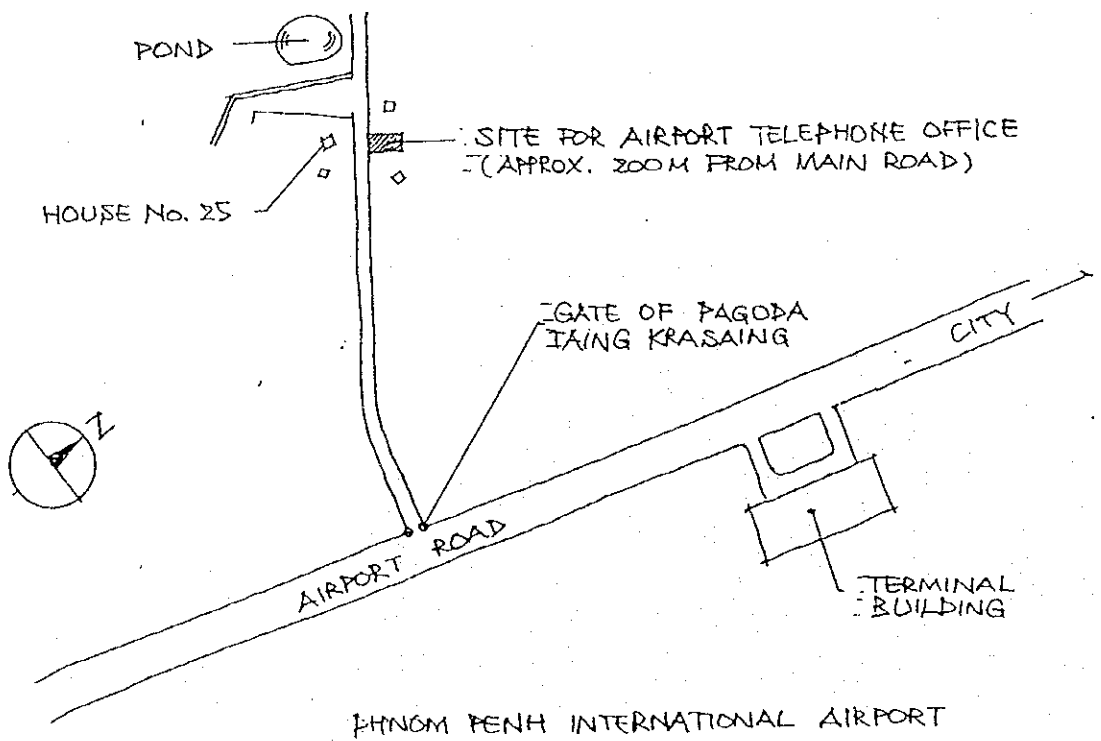 POND
SITE FOR AIRPORT TELEPHONE OFFICE
(APPROX. 200M FROM MAIN ROAD)
HOUSE No. 25
GATE OF PAGODA
TAING KRASAING
CITY
N
AIRPORT ROAD
TERMINAL
BUILDING
PHNOM PENH INTERNATIONAL AIRPORT